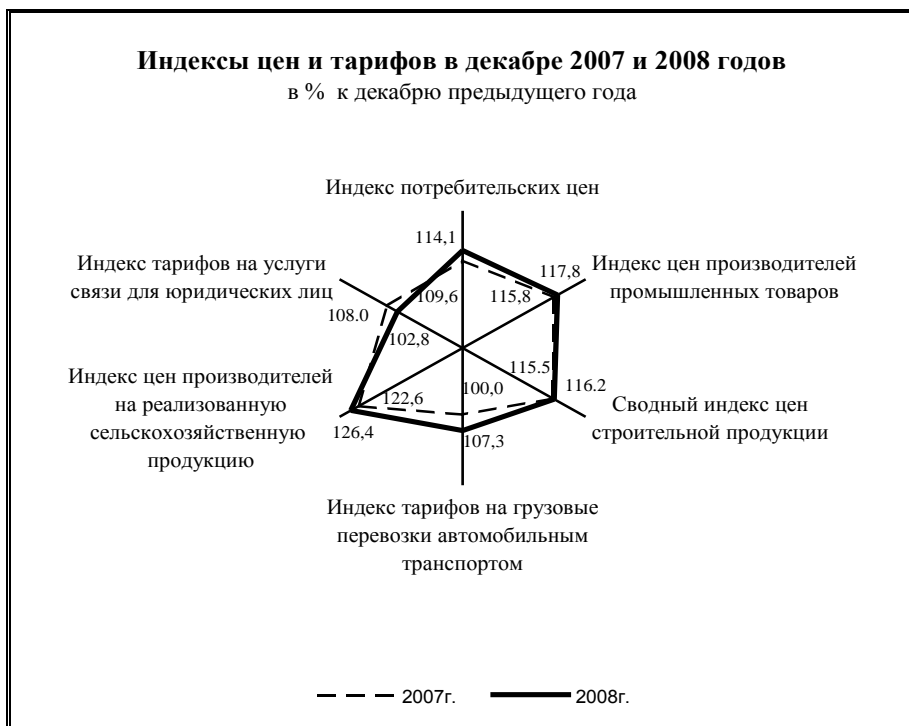 Индексы цен и тарифов в декабре 2007 и 2008 годов
в % к декабрю предыдущего года
Индекс потребительских цен
114,1
117,8
Индекс тарифов на услуги
связи для юридических лиц
109,6
115,8
Индекс цен производителей
промышленных товаров
108.0
102,8
115.5
116.2
Индекс цен производителей
на реализованную
сельскохозяйственную
продукцию
122,6
100,0
Сводный индекс цен
строительной продукции
126,4
107,3
Индекс тарифов на грузовые
перевозки автомобильным
транспортом
2007г.
2008г.